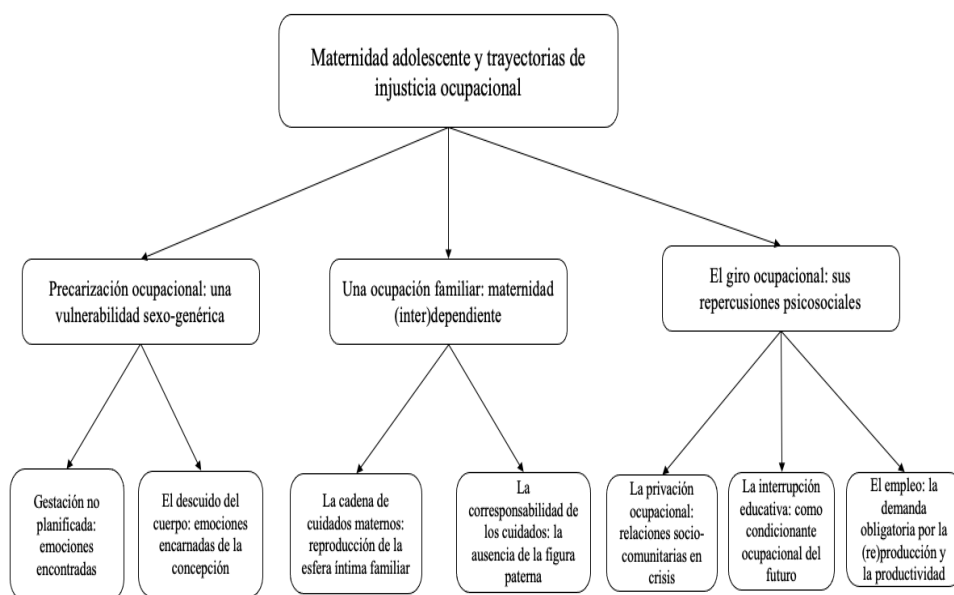 Maternidad adolescente y trayectorias de
injusticia ocupacional
Precarización ocupacional: una
vulnerabilidad sexo-genérica
Una ocupación familiar: maternidad
(inter)dependiente
El giro ocupacional: sus
repercusiones psicosociales
Gestación no
planificada:
emociones
encontradas
El descuido del
cuerpo: emociones
encarnadas de la
concepción
La cadena de
cuidados maternos:
reproducción de la
esfera íntima familiar
La
corresponsabilidad
de los cuidados: la
ausencia de la figura
paterna
La privación
ocupacional:
relaciones socio-
comunitarias en
crisis
La interrupción
educativa: como
condicionante
ocupacional del
futuro
El empleo: la
demanda
obligatoria por la
(re)producción y
la productividad